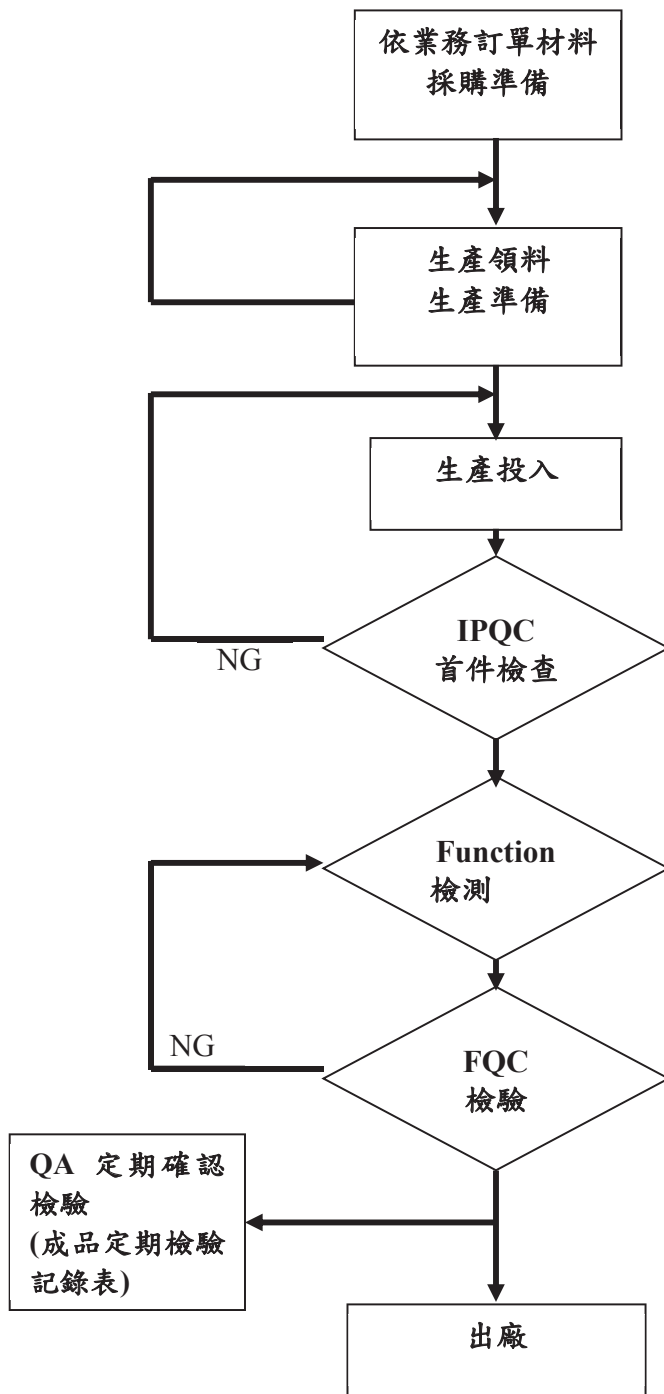 依業務訂單材料
採購準備
生產領料
生產準備
生產投入
IPQC
首件檢查
NG
Function
檢測
NG
FQC
檢驗
QA 定期確認
檢驗
(成品定期檢驗
記錄表)
出廠